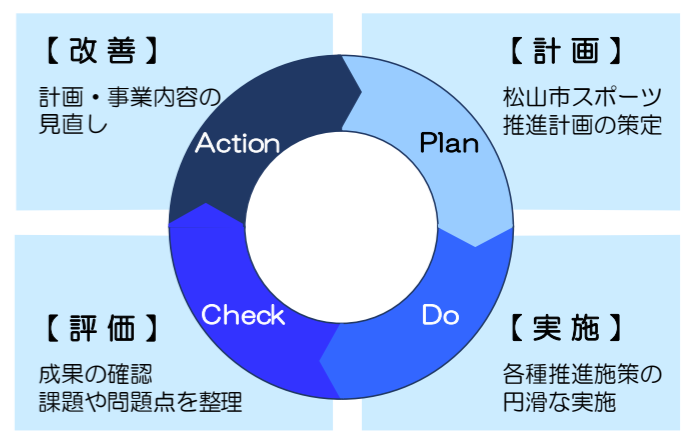 【改善】
計画・事業内容の
見直し
Action
【計画】
松山市スポーツ
推進計画の策定
Plan
【評価】
成果の確認
課題や問題点を整理
Check
【実施】
各種推進施策の
円滑な実施
Do